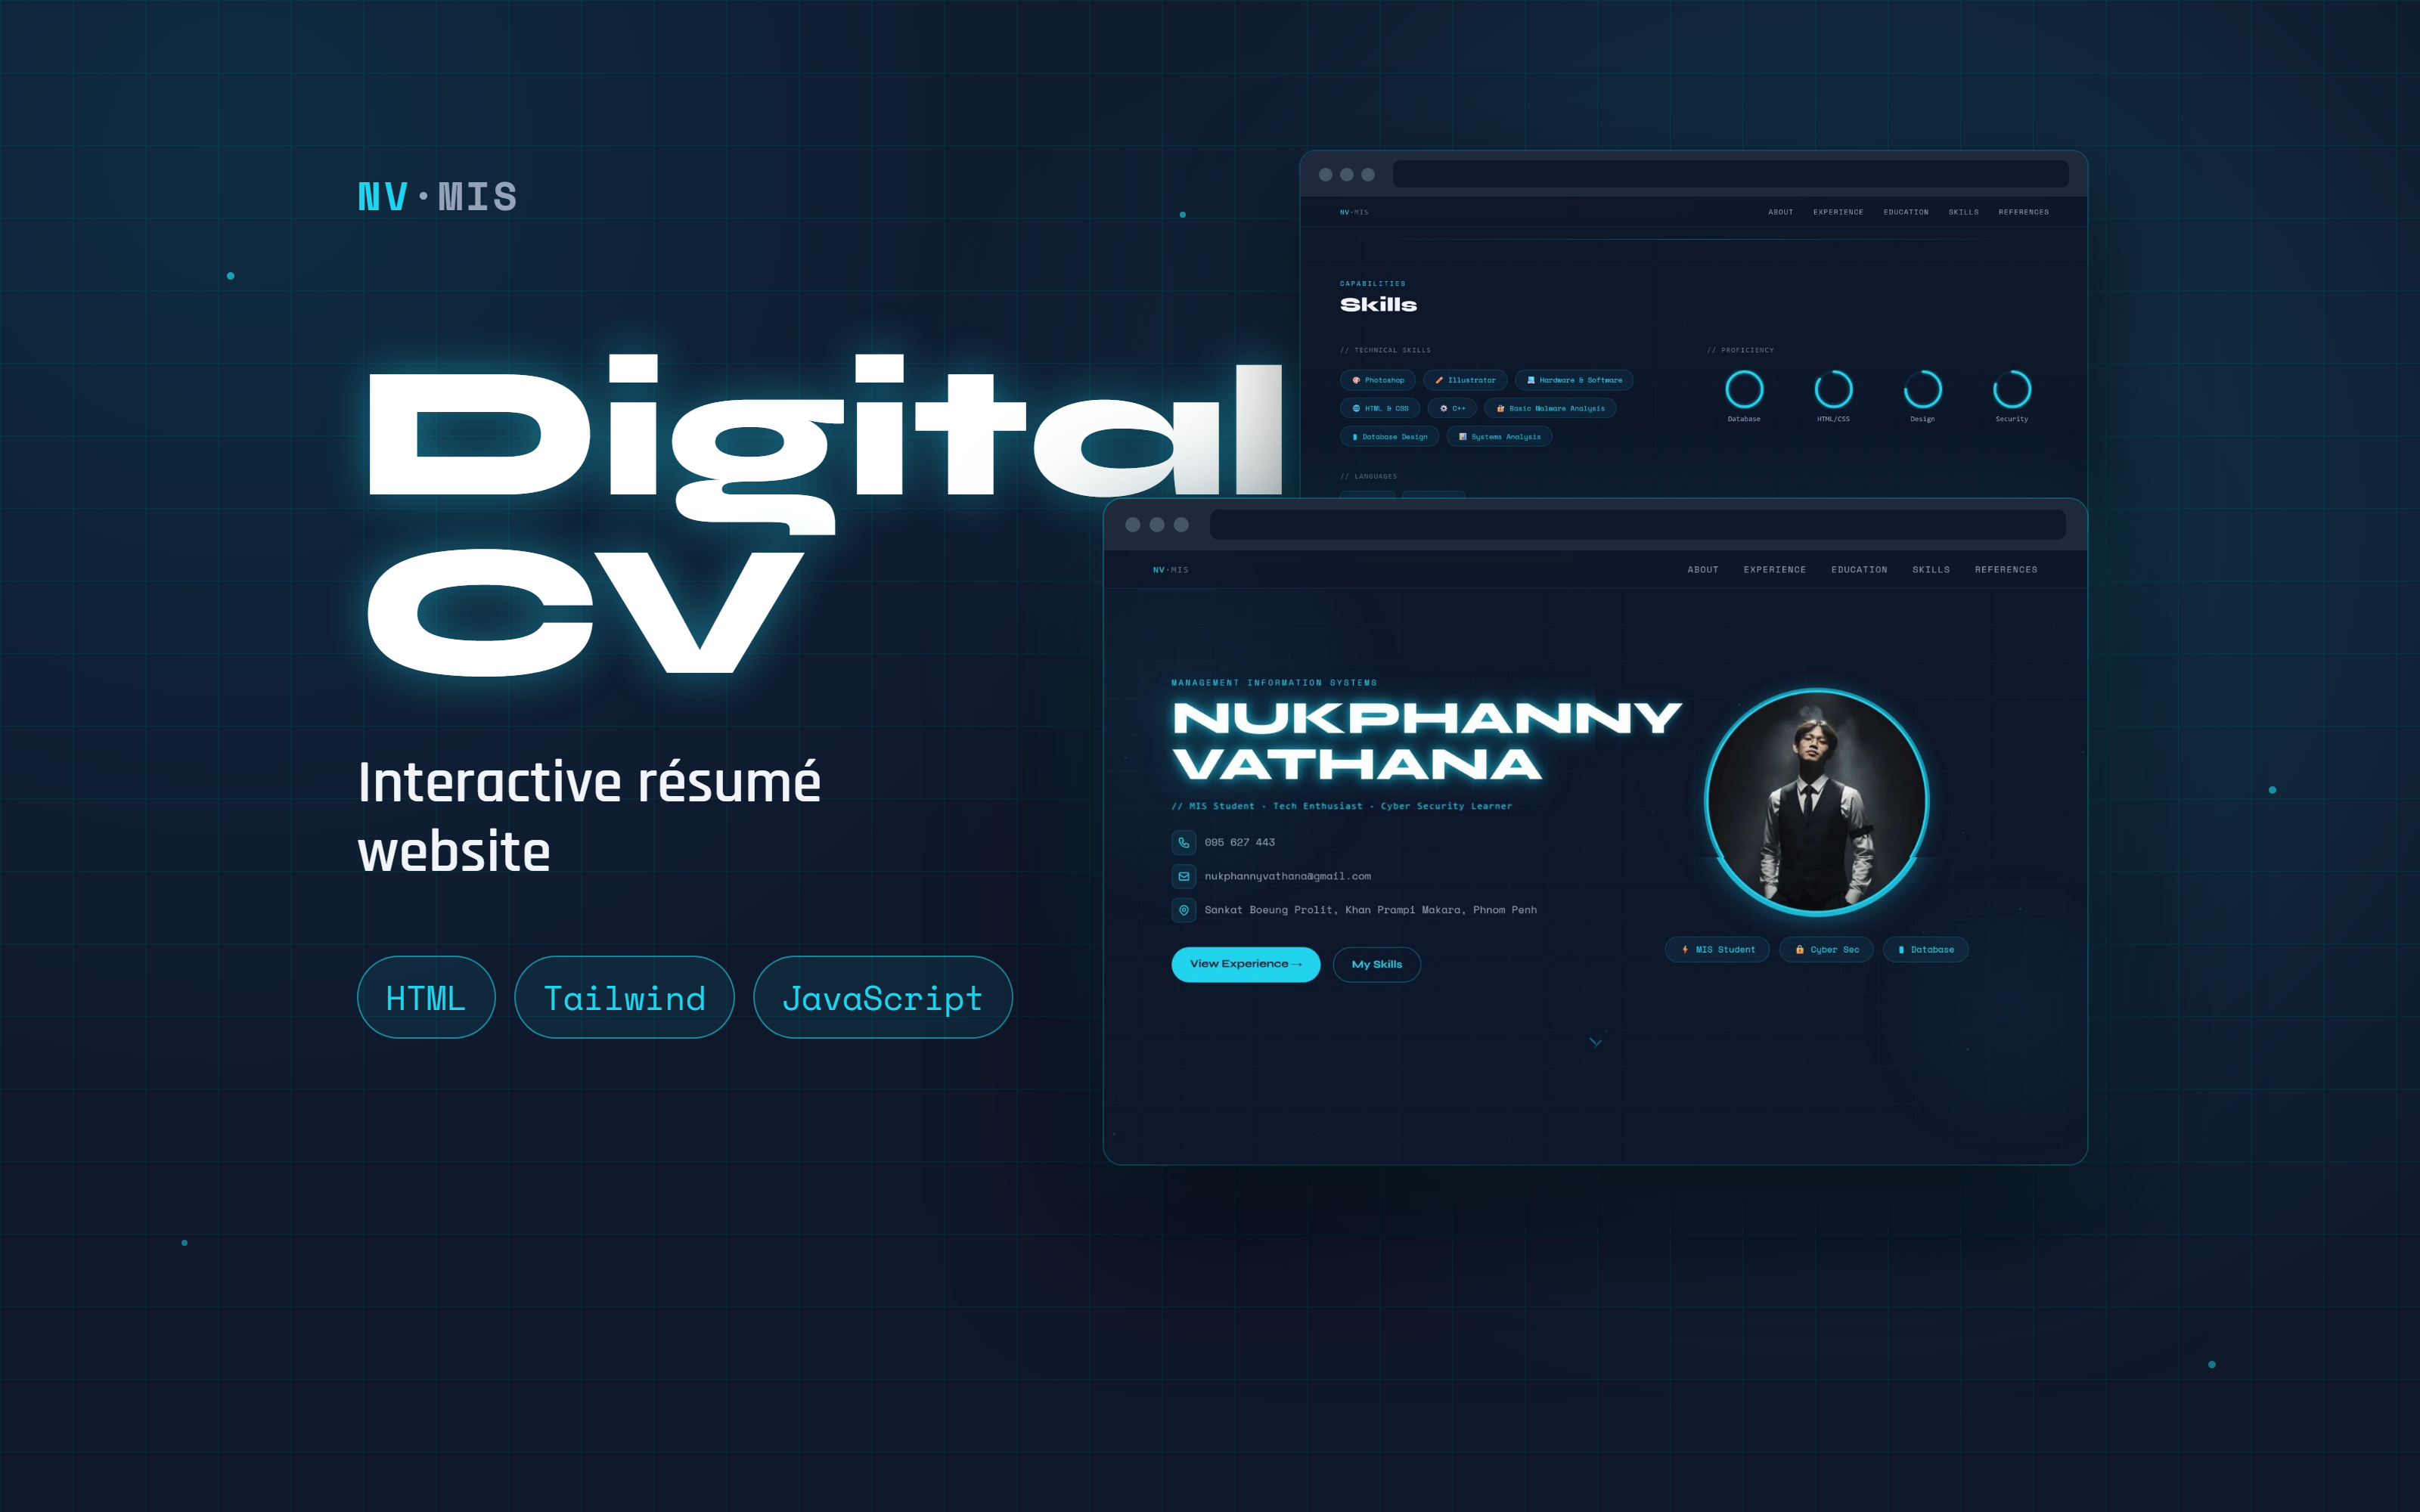 NV·MIS
Digital
CV
Interactive résumé
website
HTML
Tailwind
JavaScript
NV·MIS
ABOUT EXPERIENCE EDUCATION SKILLS REFERENCES
CAPABILITIES
Skills
// TECHNICAL SKILLS
Photoshop
Illustrator
Hardware & Software
HTML & CSS
C++
Basic Malware Analysis
Database Design
Systems Analysis
// PROFICIENCY
Database
HTML/CSS
Design
Security
// LANGUAGES
NV·MIS
ABOUT EXPERIENCE EDUCATION SKILLS REFERENCES
MANAGEMENT INFORMATION SYSTEMS
NUKPHANNY
VATHANA
// MIS Student · Tech Enthusiast · Cyber Security Learner
095 627 443
nukphannyvathana@gmail.com
Sankat Boeung Prolit, Khan Prampi Makara, Phnom Penh
View Experience →
My Skills
MIS Student
Cyber Sec
Database